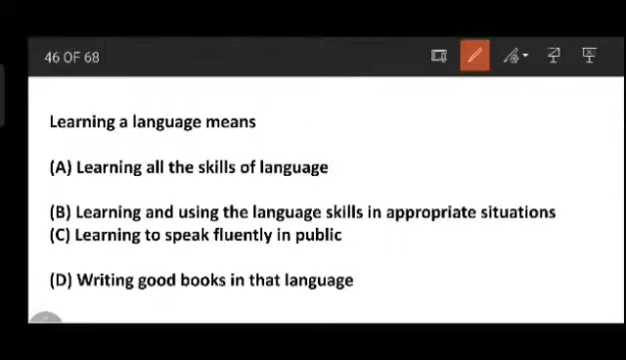 46 OF 68
Learning a language means
(A) Learning all the skills of language
(B) Learning and using the language skills in appropriate situations
(C) Learning to speak fluently in public
(D) Writing good books in that language